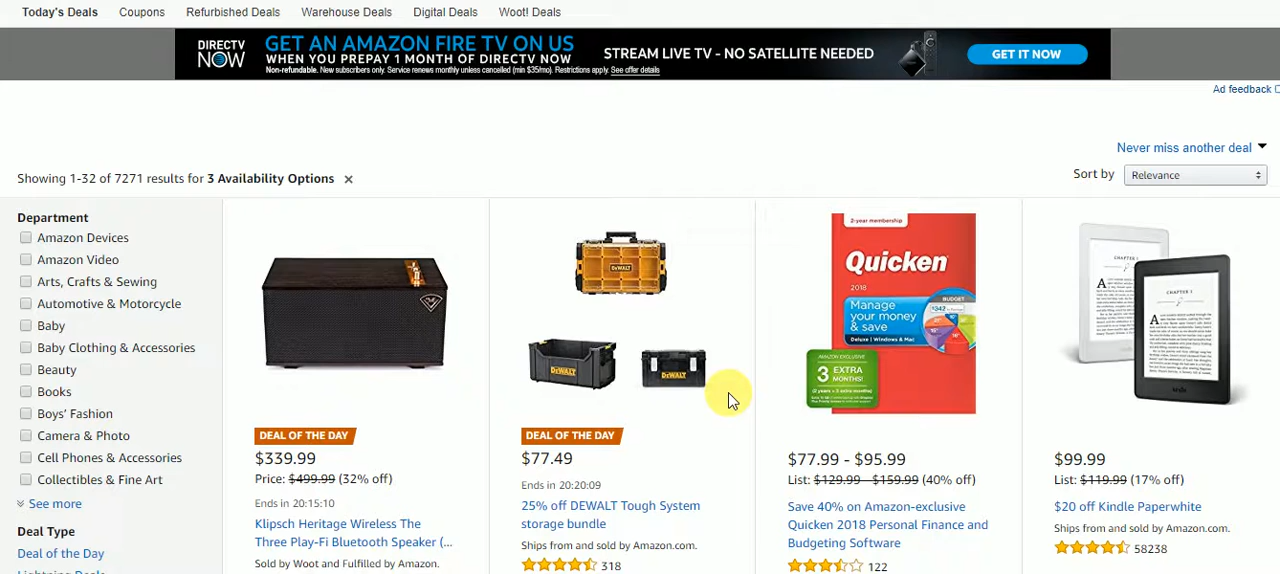 Today's Deals Coupons Refurbished Deals Warehouse Deals Digital Deals Woot! Deals
DIRECTV NOW
GET AN AMAZON FIRE TV ON US
WHEN YOU PREPAY 1 MONTH OF DIRECTV NOW
Non-refundable. New subscribers only. Service renews monthly unless cancelled (min $35/mo). Restrictions apply. See offer details
STREAM LIVE TV - NO SATELLITE NEEDED
GET IT NOW
Ad feedback
Never miss another deal
Showing 1-32 of 7271 results for 3 Availability Options
Sort by Relevance
Department
Amazon Devices
Amazon Video
Arts, Crafts & Sewing
Automotive & Motorcycle
Baby
Baby Clothing & Accessories
Beauty
Books
Boys' Fashion
Camera & Photo
Cell Phones & Accessories
Collectibles & Fine Art
See more
Deal Type
Deal of the Day
Lightning Deals
DEAL OF THE DAY
$339.99
Price: $499.99 (32% off)
Ends in 20:15:10
Klipsch Heritage Wireless The
Three Play-Fi Bluetooth Speaker (...
Sold by Woot and Fulfilled by Amazon.
DEWALT
DEWALT
DEWALT
DEAL OF THE DAY
$77.49
Ends in 20:20:09
25% off DEWALT Tough System
storage bundle
Ships from and sold by Amazon.com.
318
2-year membership
Quicken
2018
Manage
your money
& save
Deluxe | Windows & Mac
BUDGET
AMAZON EXCLUSIVE
3 EXTRA
MONTHS!
$77.99 - $95.99
List: $129.99 - $159.99 (40% off)
Save 40% on Amazon-exclusive
Quicken 2018 Personal Finance and
Budgeting Software
122
CHAPTER 1
kindle
$99.99
List: $119.99 (17% off)
$20 off Kindle Paperwhite
Ships from and sold by Amazon.com.
58238